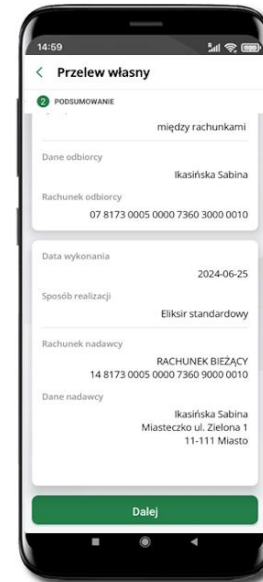 14:59
Przelew własny
2 PODSUMOWANIE
między rachunkami
Dane odbiorcy
Ikasińska Sabina
Rachunek odbiorcy
07 8173 0005 0000 7360 3000 0010
Data wykonania
2024-06-25
Sposób realizacji
Eliksir standardowy
Rachunek nadawcy
RACHUNEK BIEŻĄCY
14 8173 0005 0000 7360 9000 0010
Dane nadawcy
Ikasińska Sabina
Miasteczko ul. Zielona 1
11-111 Miasto
Dalej